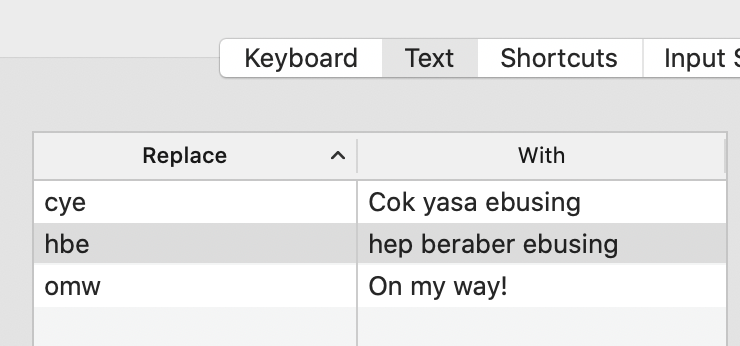 Keyboard Text Shortcuts Input S
Replace With
cye Cok yasa ebusing
hbe hep beraber ebusing
omw On my way!